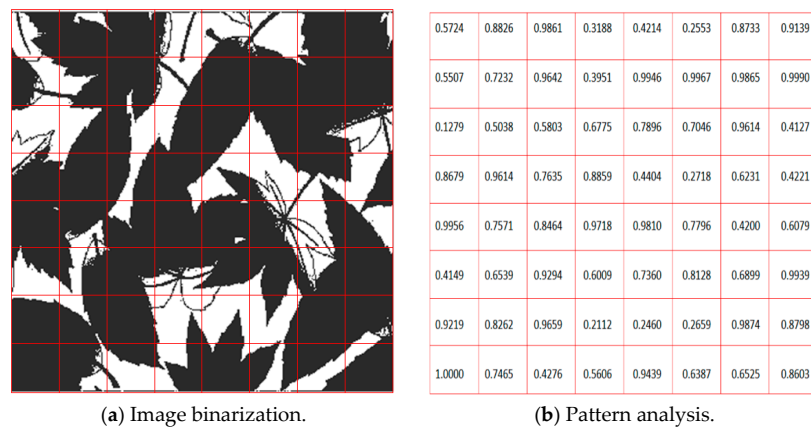 0.5724 0.8826 0.9861 0.3188 0.4214 0.2553 0.8733 0.9139
0.5507 0.7232 0.9642 0.3951 0.9946 0.9967 0.9865 0.9990
0.1279 0.5038 0.5803 0.6775 0.7896 0.7046 0.9614 0.4127
0.8679 0.9614 0.7635 0.8859 0.4404 0.2718 0.6231 0.4221
0.9956 0.7571 0.8464 0.9718 0.9810 0.7796 0.4200 0.6079
0.4149 0.6539 0.9294 0.6009 0.7360 0.8128 0.6899 0.9939
0.9219 0.8262 0.9659 0.2112 0.2460 0.2659 0.9874 0.8798
1.0000 0.7465 0.4276 0.5606 0.9439 0.6387 0.6525 0.8603
(a) Image binarization. (b) Pattern analysis.